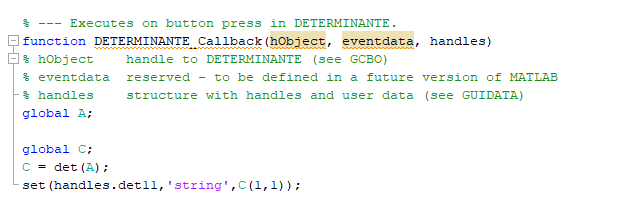 % --- Executes on button press in DETERMINANTE.
function DETERMINANTE_Callback(hObject, eventdata, handles)
% hObject    handle to DETERMINANTE (see GCBO)
% eventdata  reserved - to be defined in a future version of MATLAB
% handles    structure with handles and user data (see GUIDATA)
global A;
global C;
C = det(A);
set(handles.det11,'string',C(1,1));